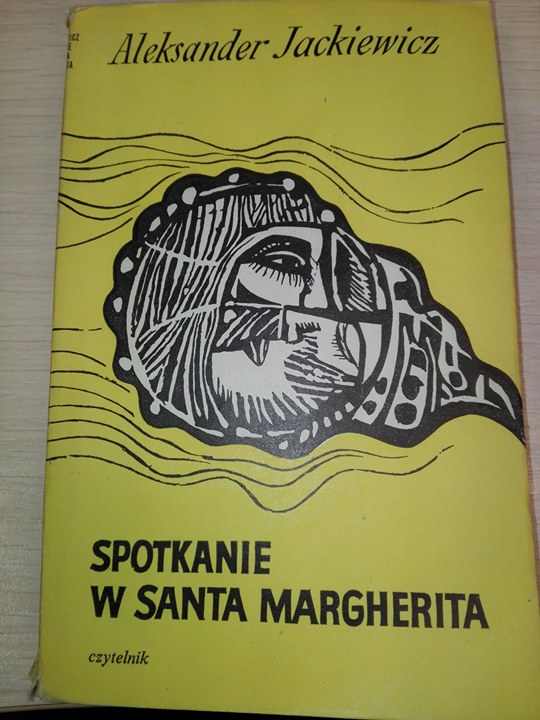 Aleksander Jackiewicz
SPOTKANIE
W SANTA MARGHERITA
czytelnik